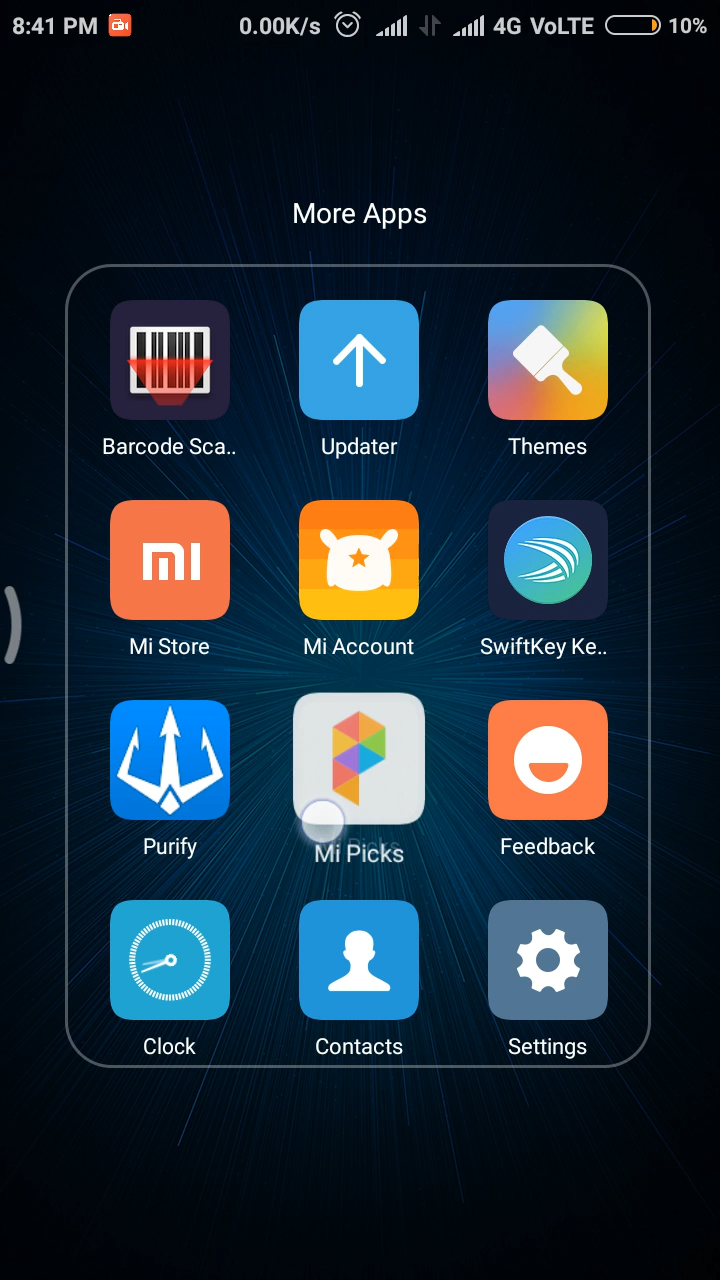 8:41 PM 0.00K/s 4G VoLTE 10%
More Apps
Barcode Sca.. Updater Themes
Mi Store Mi Account SwiftKey Ke..
Purify Mi Picks Feedback
Clock Contacts Settings